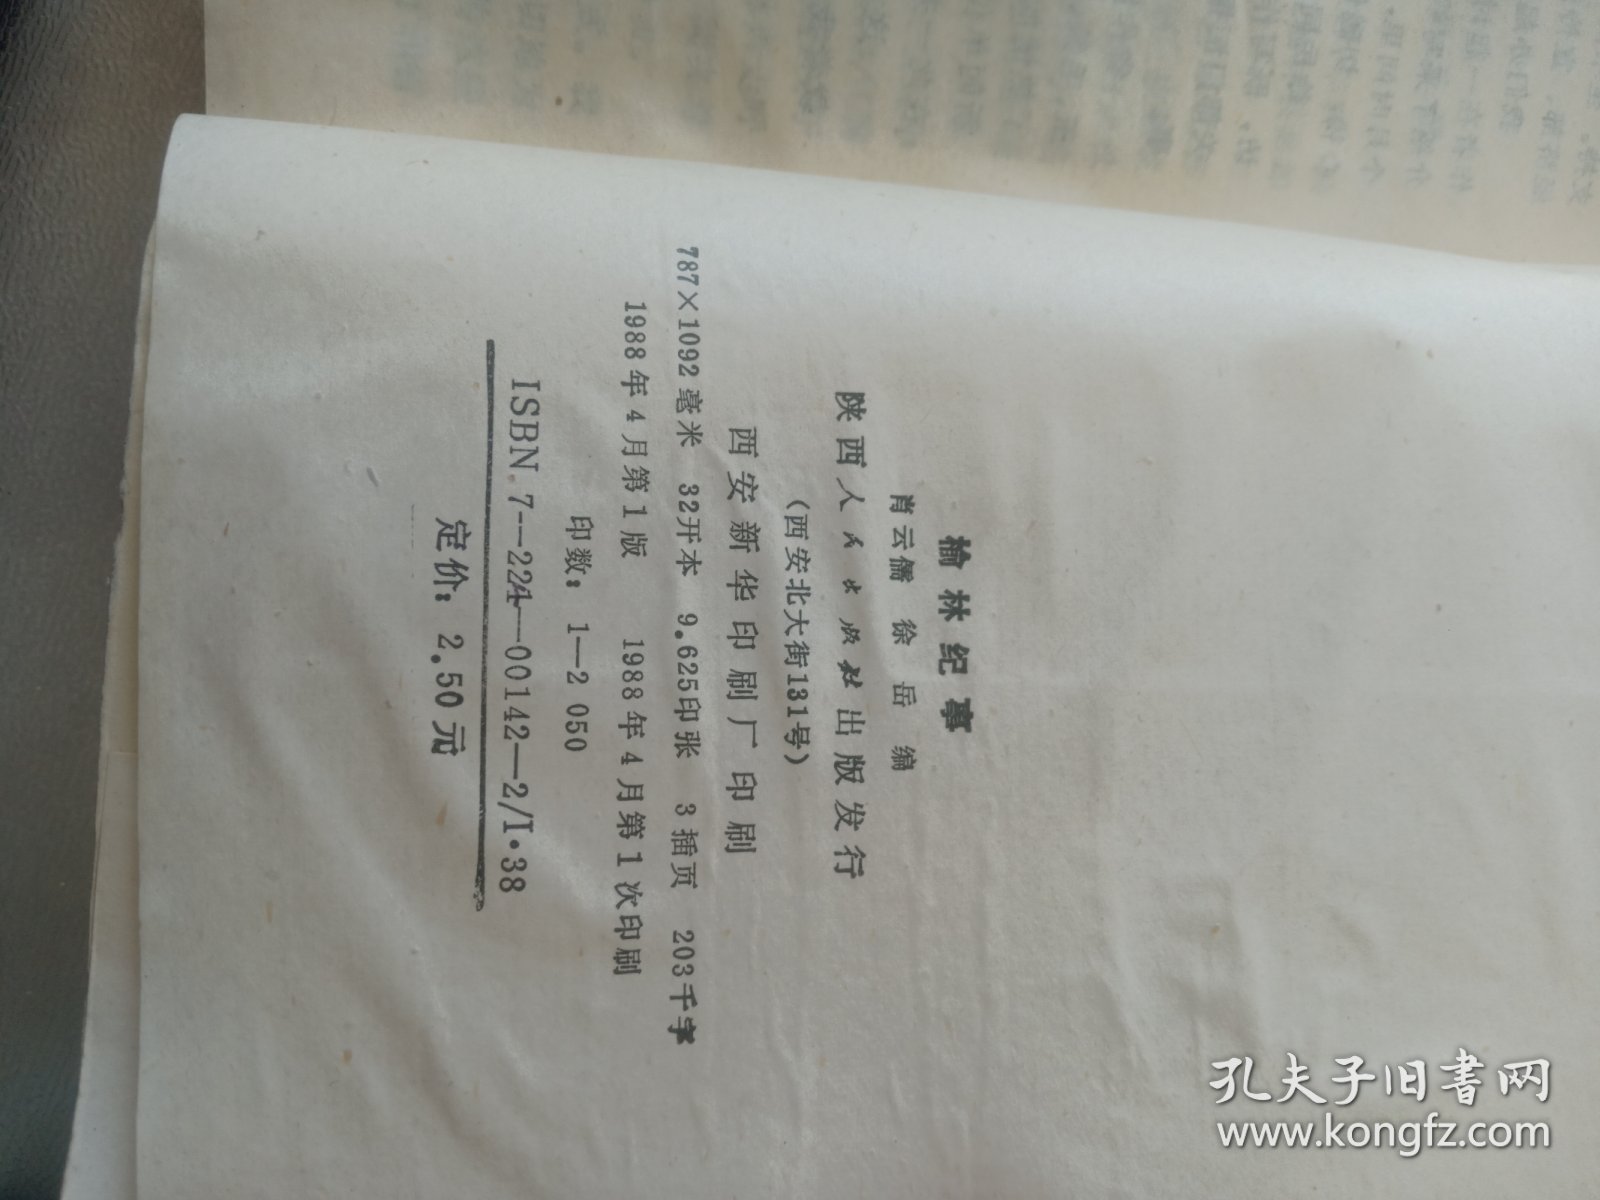 榆林纪事
肖云儒 徐岳 编
陕西人民出版社出版发行
(西安北大街131号)
西安新华印刷厂印刷
787×1092毫米 32开本 9.625印张 3插页 203千字
1988年4月第1版 1988年4月第1次印刷
印数：1—2 050
ISBN 7--224—00142—2/I·38
定价：2.50元
孔夫子旧书网
www.kongfz.com